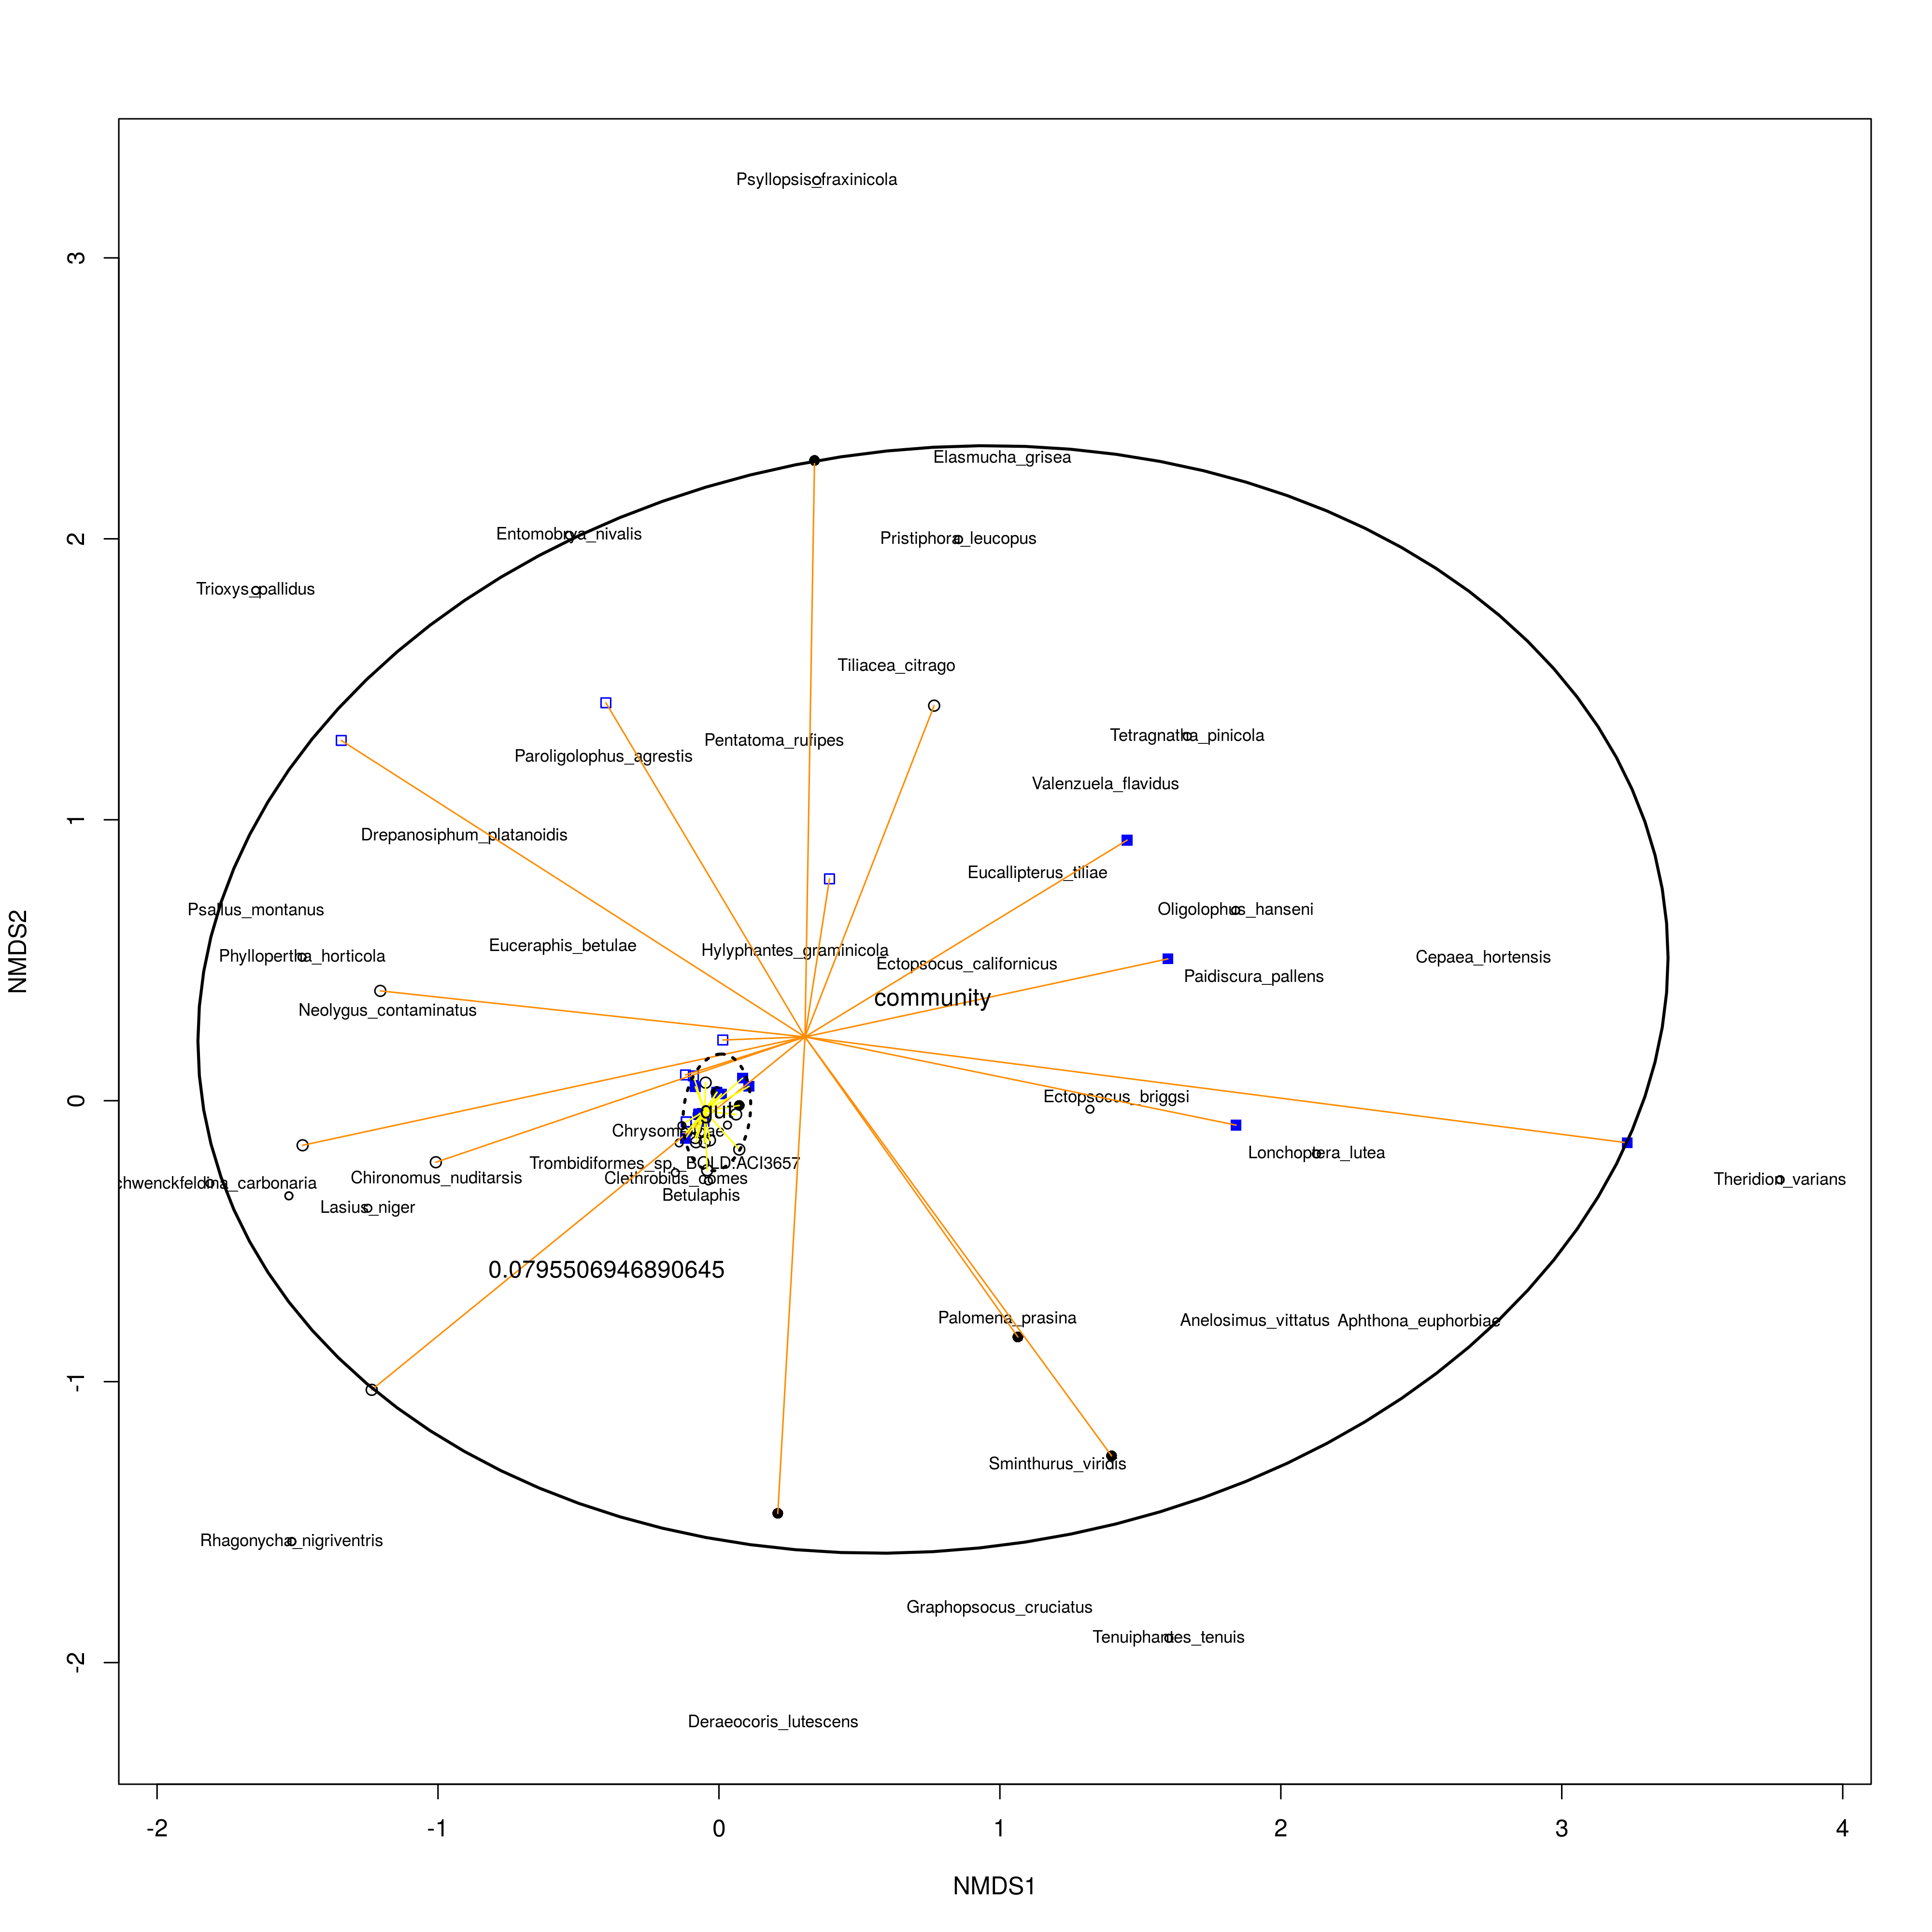 Psyllopsis_fraxinicola
3
Elasmucha_grisea
Entomobrya_nivalis
Pristiphora_leucopus
2
Trioxys_pallidus
Tiliacea_citrago
Tetragnatha_pinicola
Pentatoma_rufipes
Paroligolophus_agrestis
Valenzuela_flavidus
1
Drepanosiphum_platanoidis
Eucallipterus_tiliae
Psallus_montanus
Oligolophus_hanseni
NMDS2
Euceraphis_betulae
Hylyphantes_graminicola
Phyllopertha_horticola
Cepaea_hortensis
Ectopsocus_californicus
Paidiscura_pallens
community
Neolygus_contaminatus
0
Ectopsocus_briggsi
gut
Lonchoptera_lutea
Trombidiformes_sp._BOLD:ACI3657
Chironomus_nuditarsis
Clethrobius_comes
Theridion_varians
chwenckfeldina_carbonaria
Betulaphis
Lasius_niger
0.0795506946890645
Palomena_prasina
Anelosimus_vittatus
Aphthona_euphorbiae
-1
Sminthurus_viridis
Rhagonycha_nigriventris
Graphopsocus_cruciatus
Tenuiphantes_tenuis
-2
Deraeocoris_lutescens
-2 -1 0 1 2 3 4
NMDS1